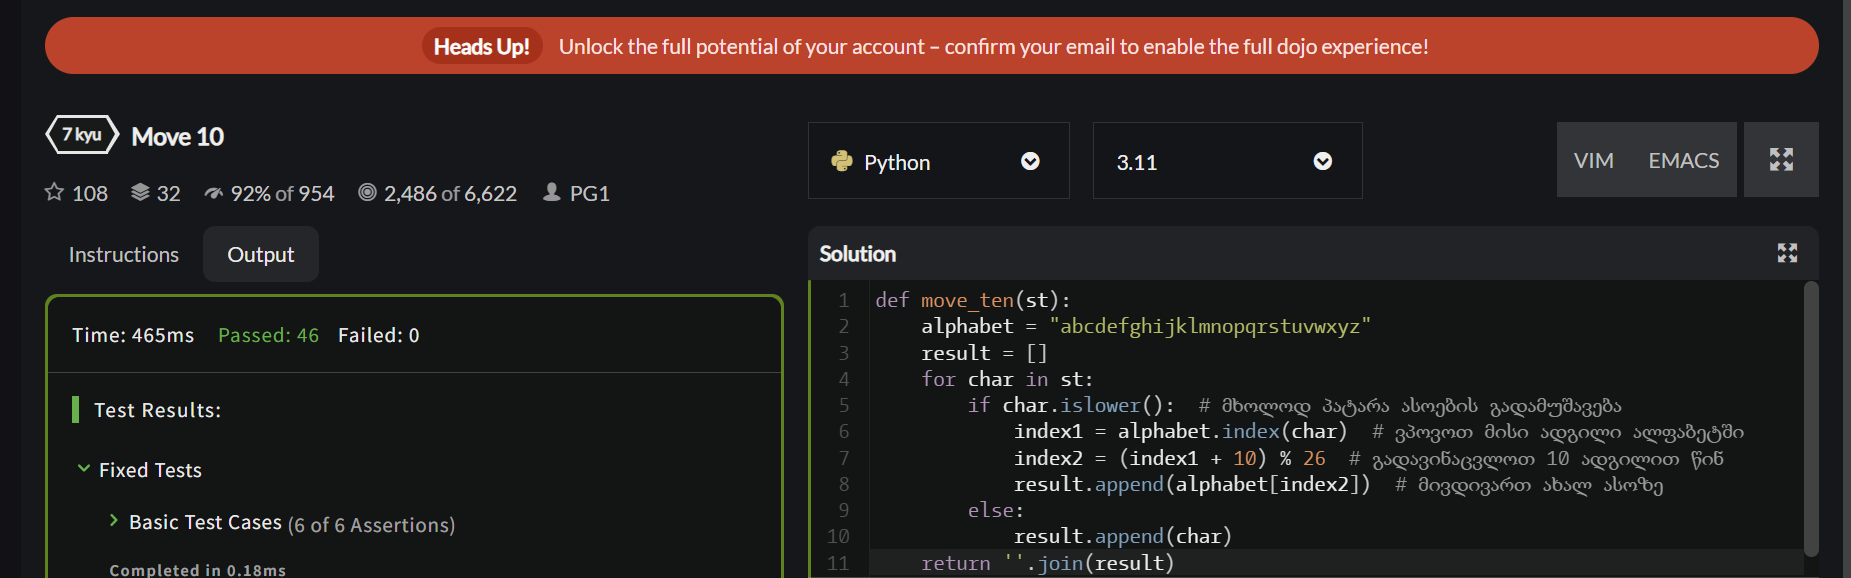 Heads Up! Unlock the full potential of your account – confirm your email to enable the full dojo experience!
7 kyu Move 10
108 32 92% of 954 2,486 of 6,622 PG1
Python 3.11 VIM EMACS
Instructions Output
Time: 465ms Passed: 46 Failed: 0
Test Results:
Fixed Tests
Basic Test Cases (6 of 6 Assertions)
Completed in 0.18ms
Solution
1 def move_ten(st):
2 alphabet = "abcdefghijklmnopqrstuvwxyz"
3 result = []
4 for char in st:
5 if char.islower():  # მხოლოდ პატარა ასოების გადამუშავება
6 index1 = alphabet.index(char)  # ვპოვოთ მისი ადგილი ალფაბეტში
7 index2 = (index1 + 10) % 26  # გადავინაცვლოთ 10 ადგილით წინ
8 result.append(alphabet[index2])  # მივდივართ ახალ ასოზე
9 else:
10 result.append(char)
11 return ''.join(result)